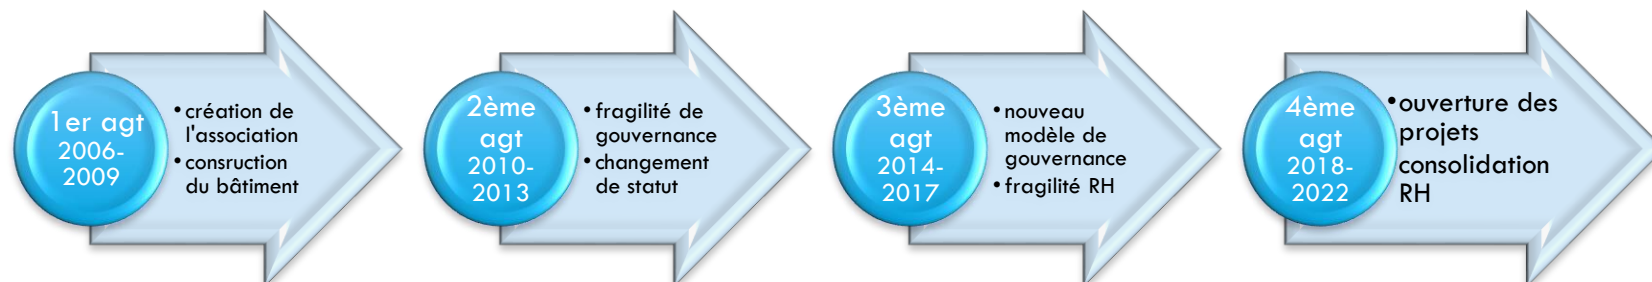 1er agt
2006-
2009
•création de
l'association
•consruction
du bâtiment
2ème
agt
2010-
2013
•fragilité de
gouvernance
•changement
de statut
3ème
agt
2014-
2017
•nouveau
modèle de
gouvernance
•fragilité RH
4ème
agt
2018-
2022
•ouverture des
projets
consolidation
RH